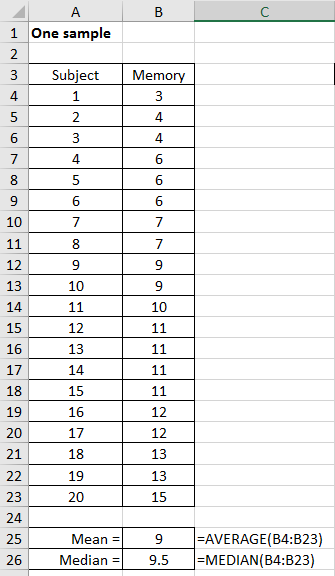 A B C
1 One sample
2
3 Subject Memory
4 1 3
5 2 4
6 3 4
7 4 6
8 5 6
9 6 6
10 7 7
11 8 7
12 9 9
13 10 9
14 11 10
15 12 11
16 13 11
17 14 11
18 15 11
19 16 12
20 17 12
21 18 13
22 19 13
23 20 15
24
25 Mean = 9 =AVERAGE(B4:B23)
26 Median = 9.5 =MEDIAN(B4:B23)